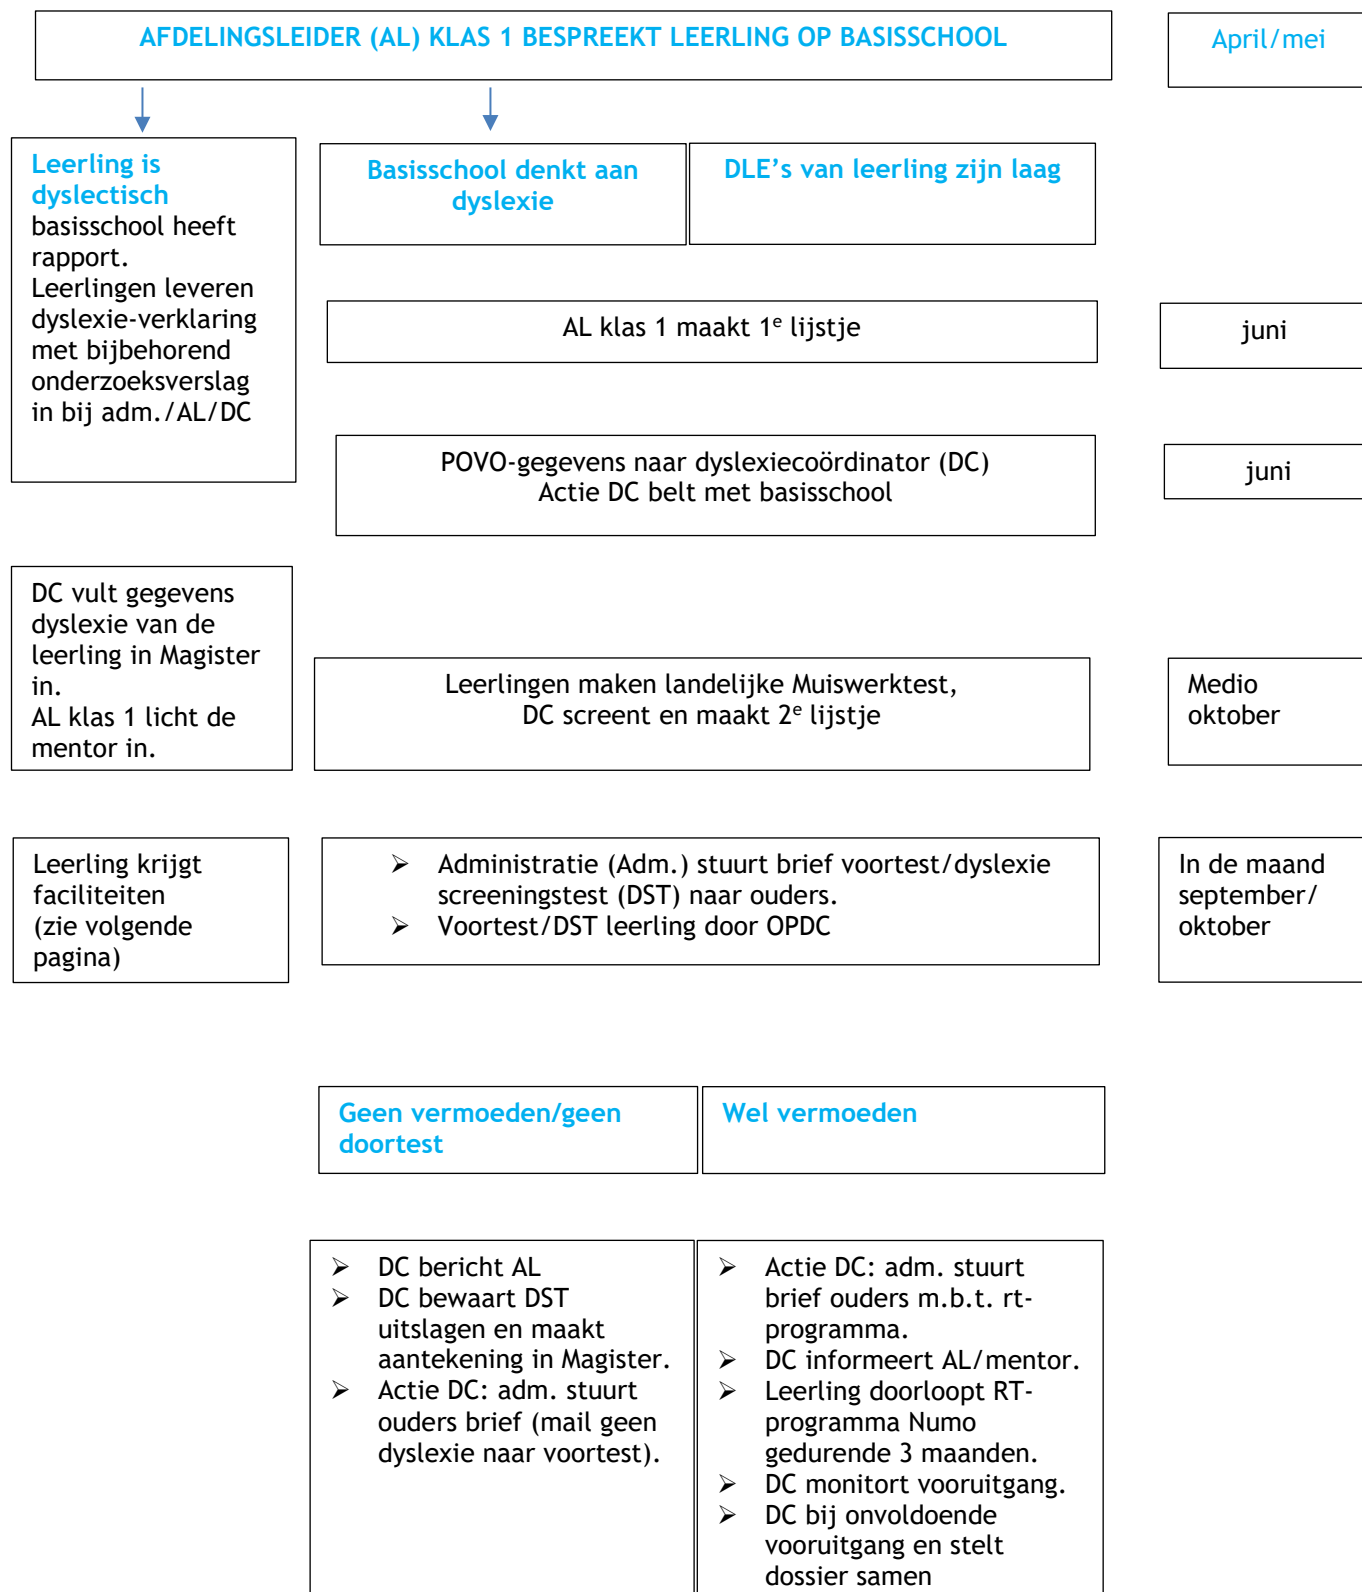 AFDELINGSLEIDER (AL) KLAS 1 BESPREEKT LEERLING OP BASISSCHOOL
April/mei
Leerling is
dyslectisch
basisschool heeft
rapport.
Leerlingen leveren
dyslexie-verklaring
met bijbehorend
onderzoeksverslag
in bij adm./AL/DC
Basisschool denkt aan
dyslexie
DLE’s van leerling zijn laag
AL klas 1 maakt 1e lijstje
juni
POVO-gegevens naar dyslexiecoördinator (DC)
Actie DC belt met basisschool
juni
DC vult gegevens
dyslexie van de
leerling in Magister
in.
AL klas 1 licht de
mentor in.
Leerlingen maken landelijke Muiswerktest,
DC screent en maakt 2e lijstje
Medio
oktober
Leerling krijgt
faciliteiten
(zie volgende
pagina)
➢ Administratie (Adm.) stuurt brief voortest/dyslexie
screeningstest (DST) naar ouders.
➢ Voortest/DST leerling door OPDC
In de maand
september/
oktober
Geen vermoeden/geen
doortest
Wel vermoeden
➢ DC bericht AL
➢ DC bewaart DST
uitslagen en maakt
aantekening in Magister.
➢ Actie DC: adm. stuurt
ouders brief (mail geen
dyslexie naar voortest).
➢ Actie DC: adm. stuurt
brief ouders m.b.t. rt-
programma.
➢ DC informeert AL/mentor.
➢ Leerling doorloopt RT-
programma Numo
gedurende 3 maanden.
➢ DC monitort vooruitgang.
➢ DC bij onvoldoende
vooruitgang en stelt
dossier samen